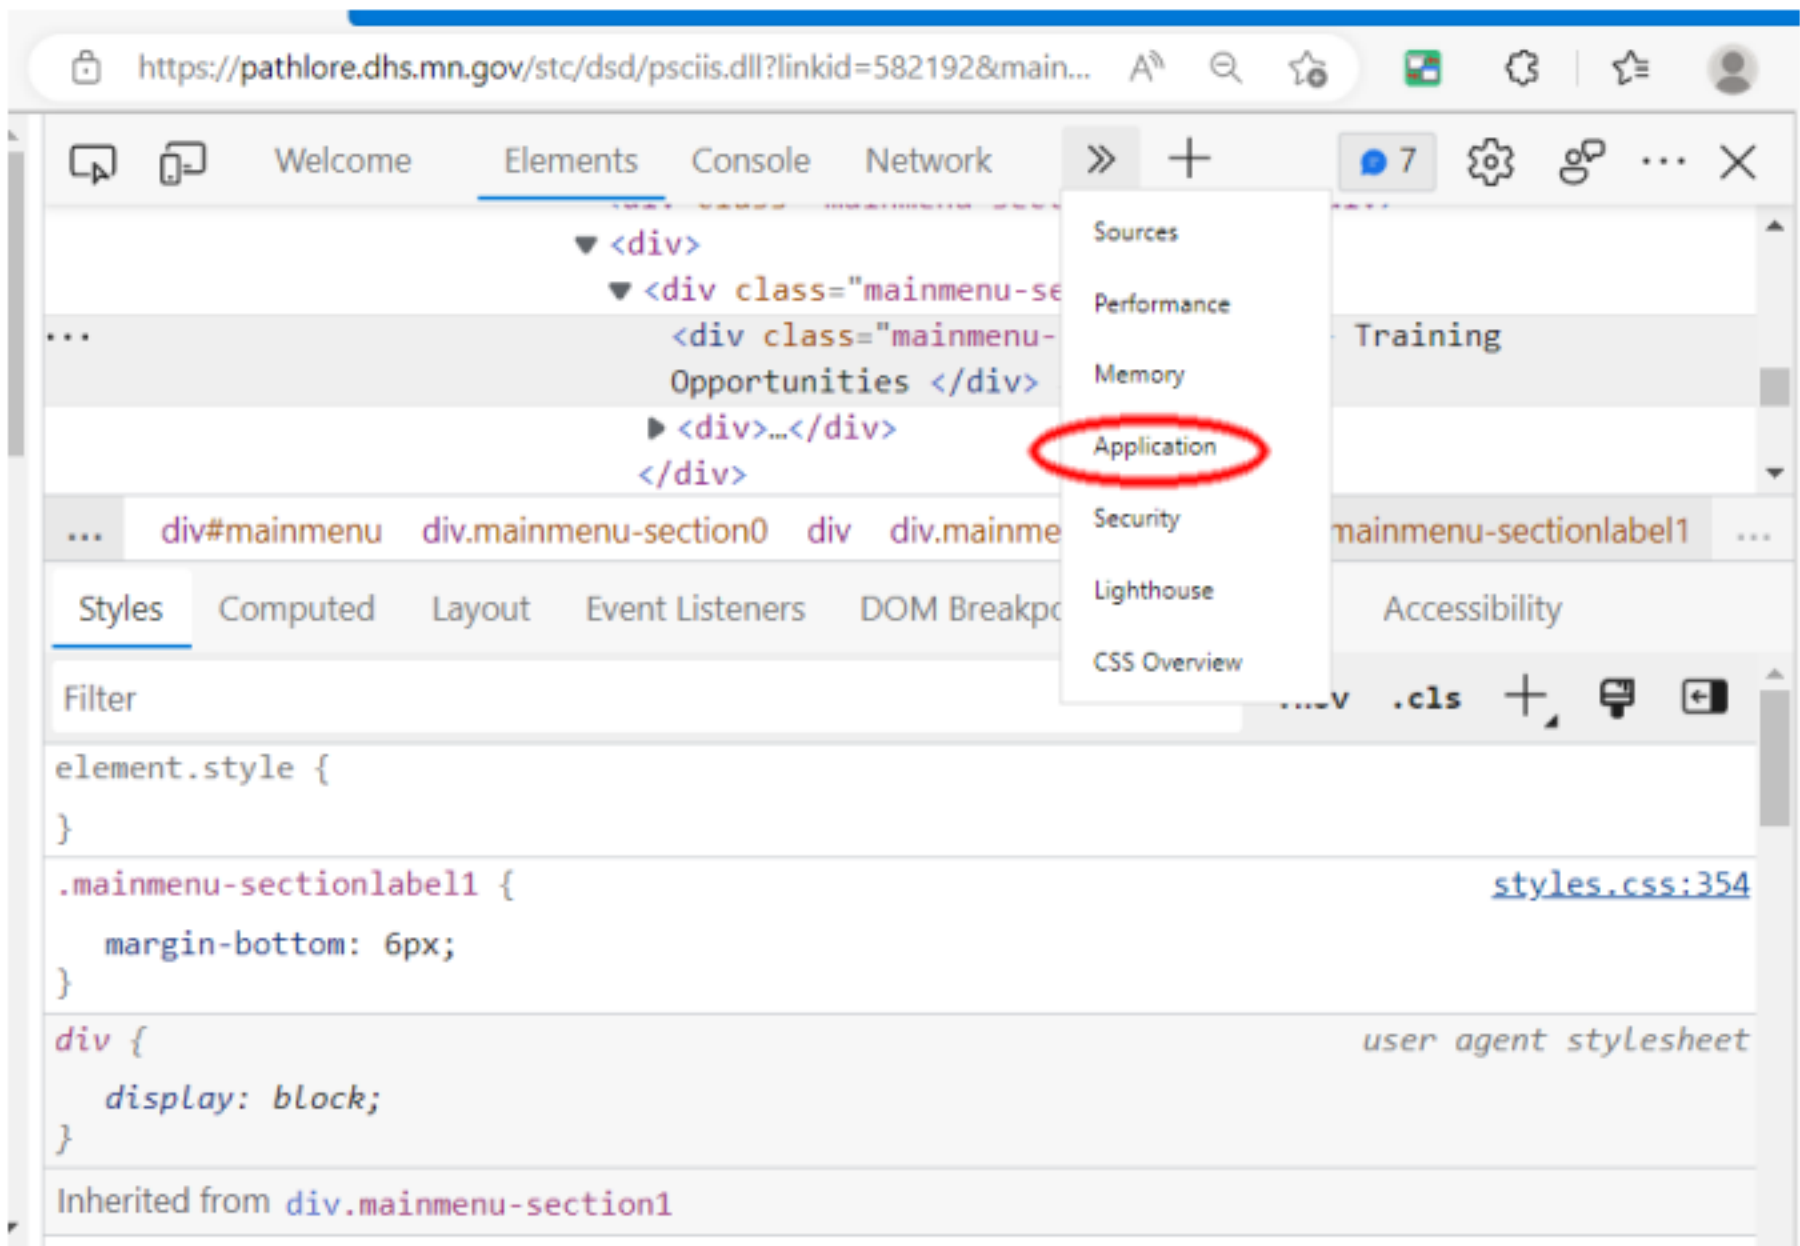 https://pathlore.dhs.mn.gov/stc/dsd/psciis.dll?linkid=582192&main...
Welcome Elements Console Network 7
Sources
<div>
<div class="mainmenu-se
Performance
<div class="mainmenu- Training
Opportunities </div>
Memory
<div>…</div>
Application
</div>
Security
... div#mainmenu div.mainmenu-section0 div div.mainme mainmenu-sectionlabel1 ...
Lighthouse
Styles Computed Layout Event Listeners DOM Breakpo Accessibility
CSS Overview
Filter .cls
element.style {
}
.mainmenu-sectionlabel1 { styles.css:354
margin-bottom: 6px;
}
div { user agent stylesheet
display: block;
}
Inherited from div.mainmenu-section1